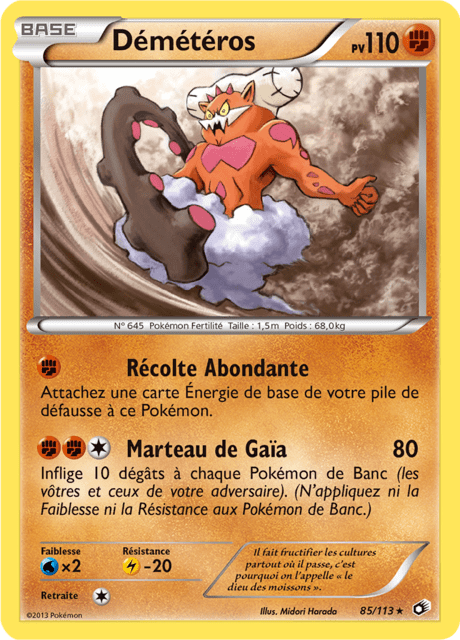 BASE
Démétéros
PV110
Nº 645 Pokémon Fertilité Taille : 1,5m Poids : 68,0kg
Récolte Abondante
Attachez une carte Énergie de base de votre pile de
défausse à ce Pokémon.
Marteau de Gaïa 80
Inflige 10 dégâts à chaque Pokémon de Banc (les
vôtres et ceux de votre adversaire). (N'appliquez ni la
Faiblesse ni la Résistance aux Pokémon de Banc.)
Faiblesse Résistance
×2 -20
Il fait fructifier les cultures
partout où il passe, c'est
pourquoi on l'appelle « le
dieu des moissons ».
Retraite
©2013 Pokémon Illus. Midori Harada 85/113 ★